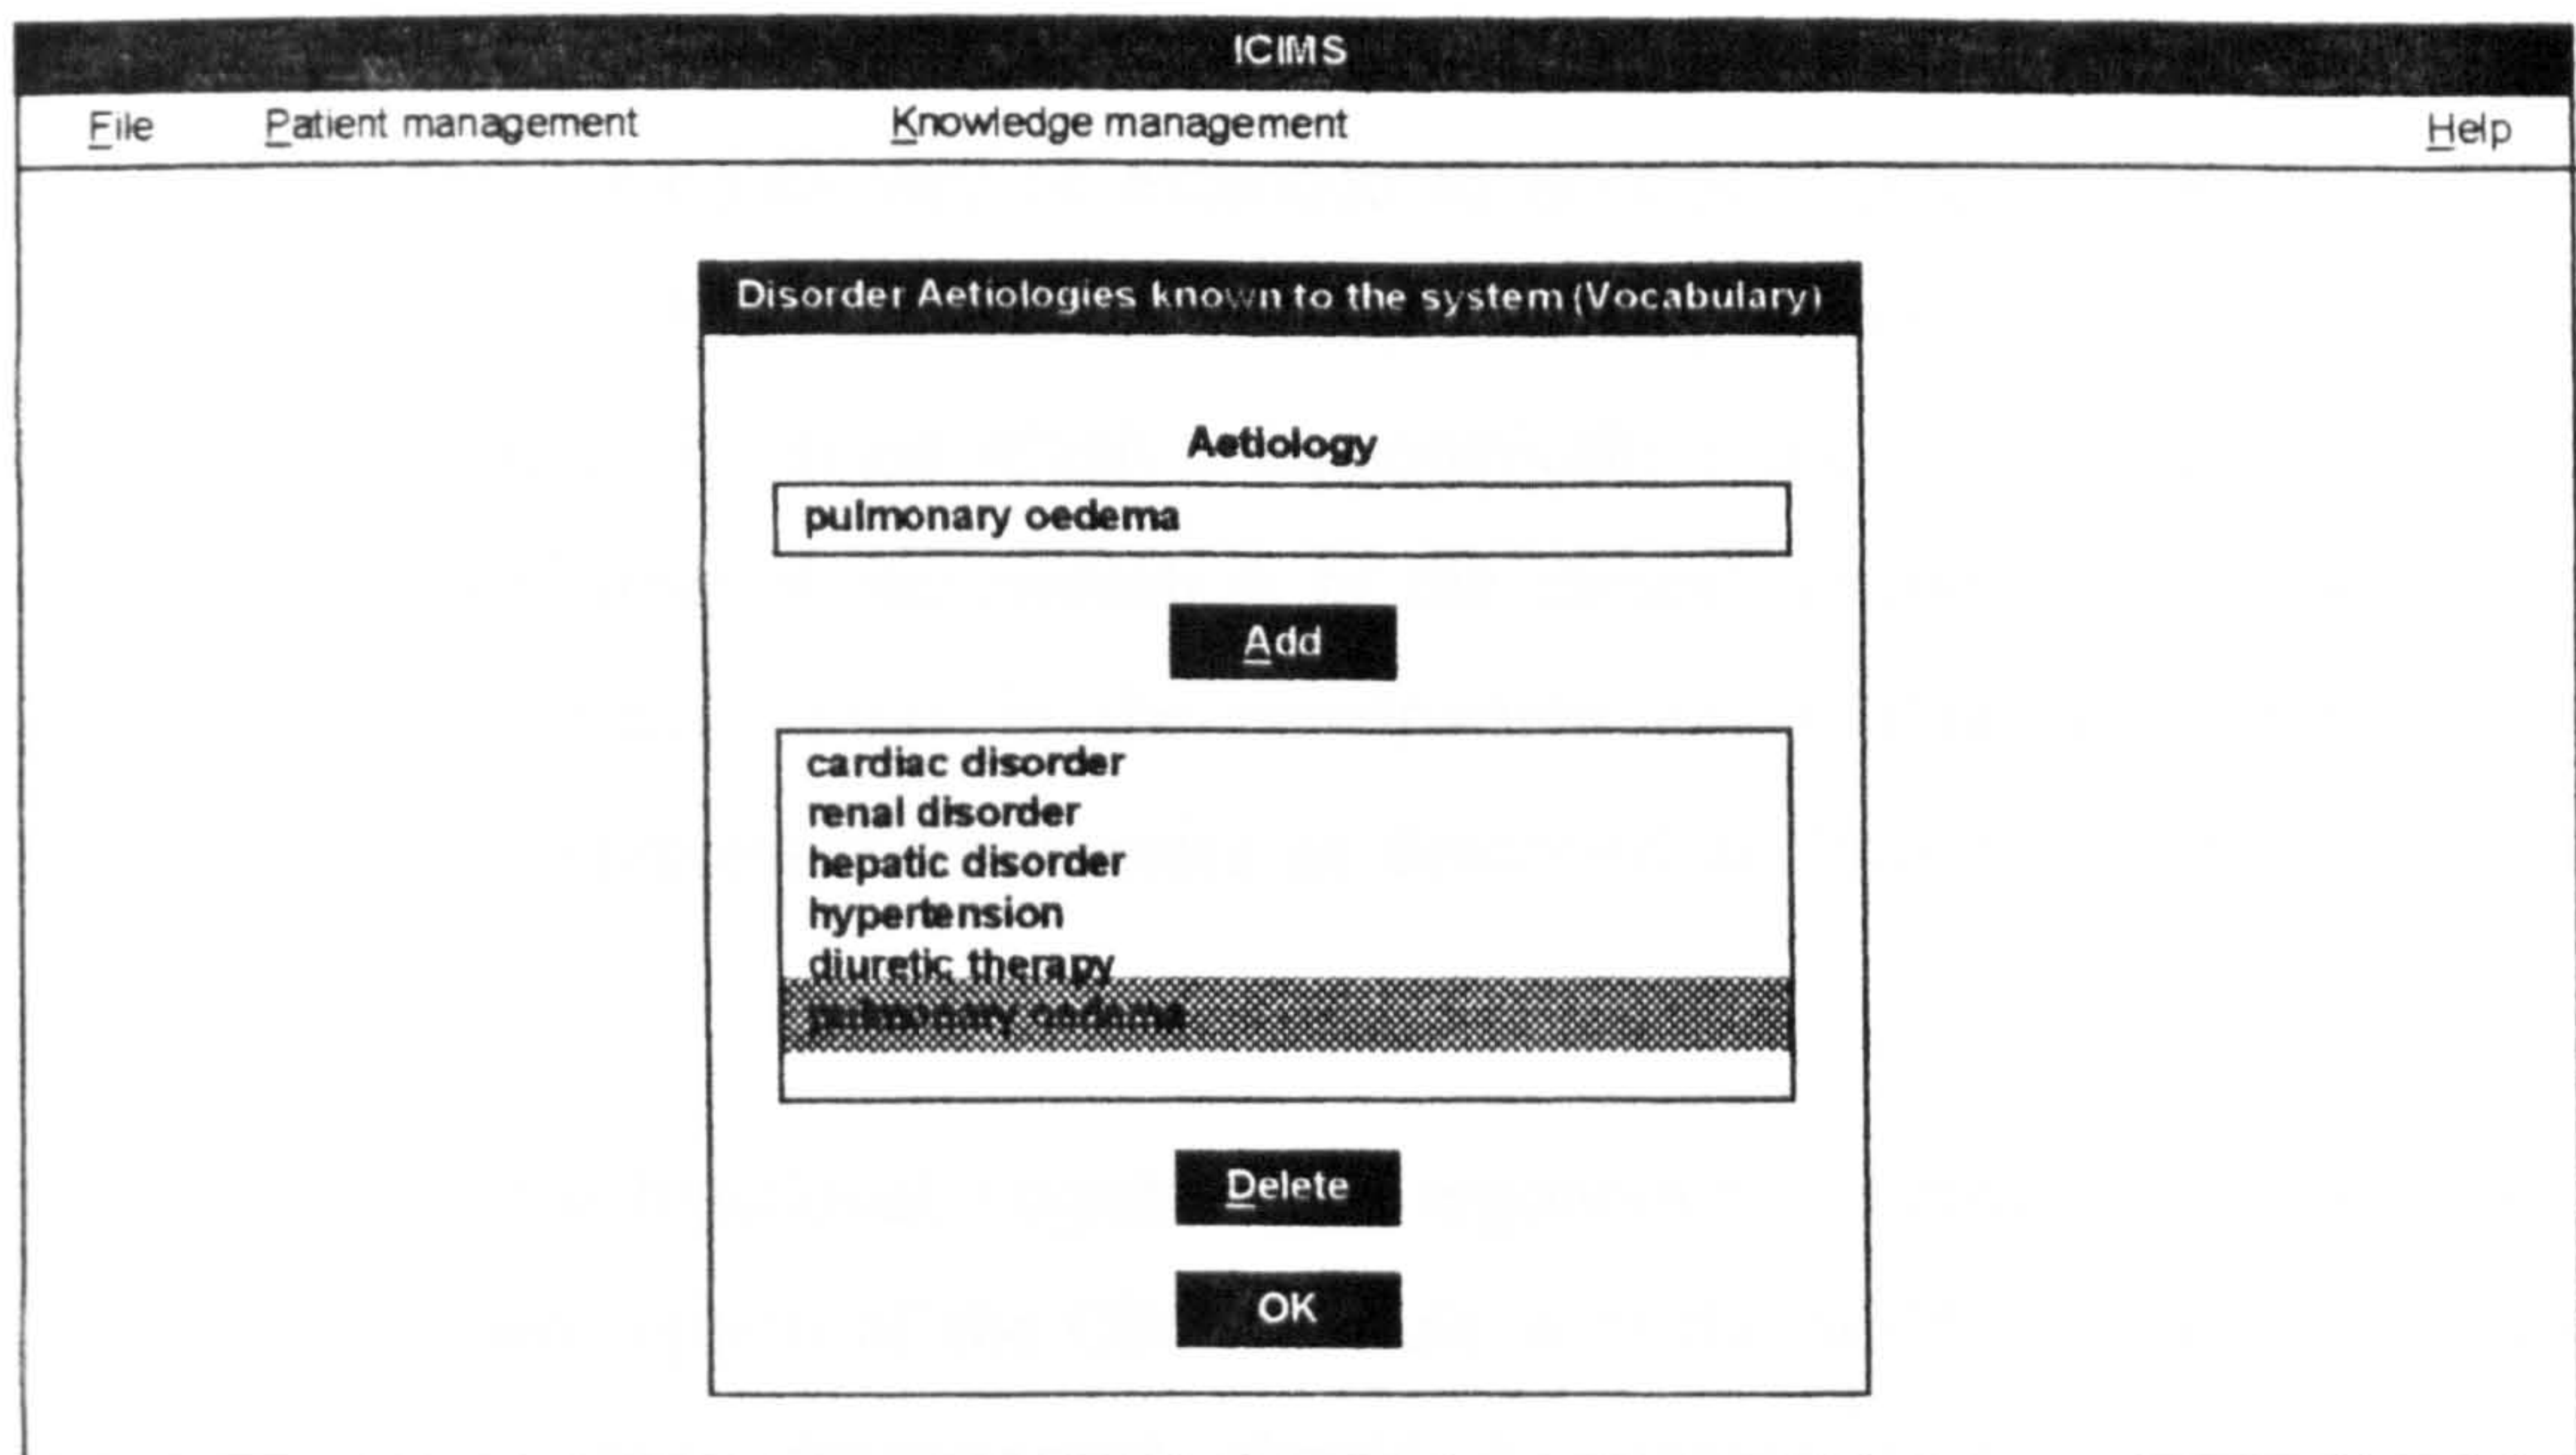 ICIMS
File Patient management Knowledge management Help
Disorder Aetiologies known to the system (Vocabulary)
Aetiology
pulmonary oedema
Add
cardiac disorder
renal disorder
hepatic disorder
hypertension
diuretic therapy
pulmonary oedema
Delete
OK